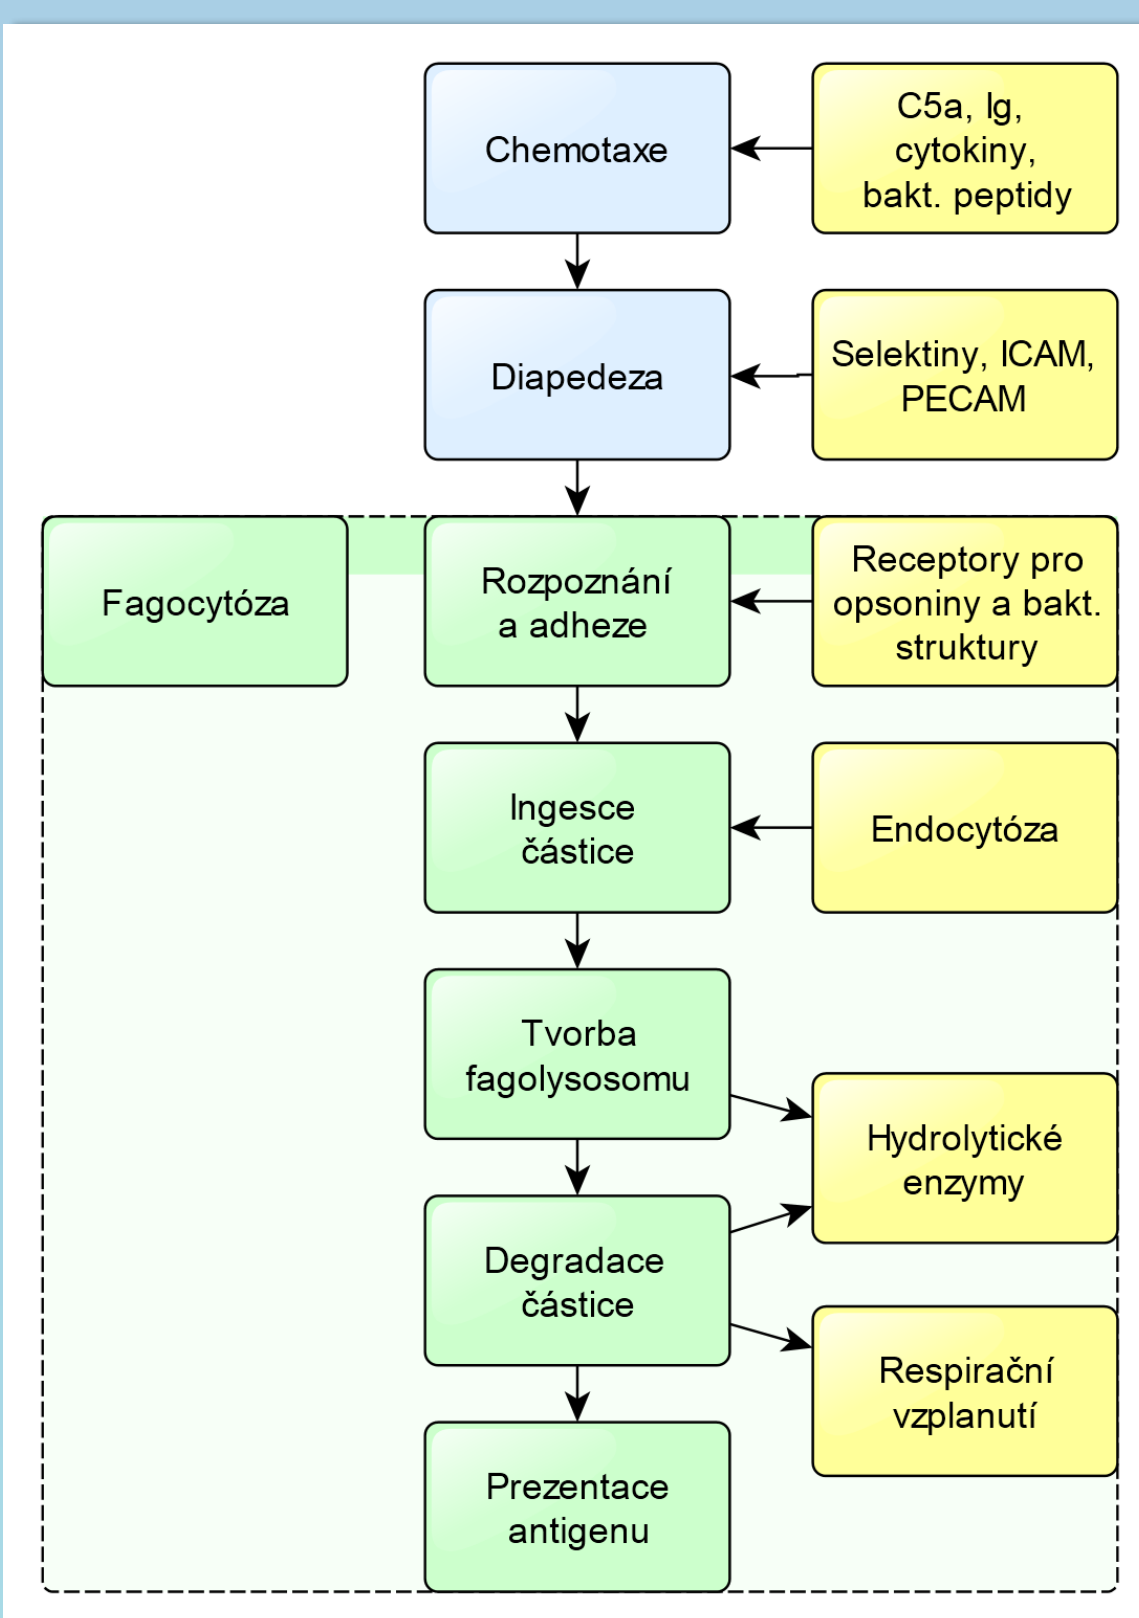 Chemotaxe
C5a, Ig,
cytokiny,
bakt. peptidy
Diapedeza
Selektiny, ICAM,
PECAM
Fagocytóza
Rozpoznání
a adheze
Receptory pro
opsoniny a bakt.
struktury
Ingesce
částice
Endocytóza
Tvorba
fagolysosomu
Hydrolytické
enzymy
Degradace
částice
Respirační
vzplanutí
Prezentace
antigenu